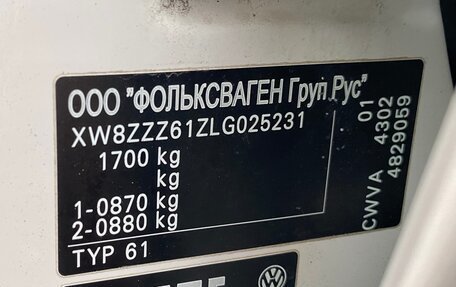 ООО "ФОЛЬКСВАГЕН Груп Рус"
XW8ZZZ61ZLG025231
1700 kg
kg
1-0870 kg
2-0880 kg
TYP 61
01
CWVA 4302
4829059